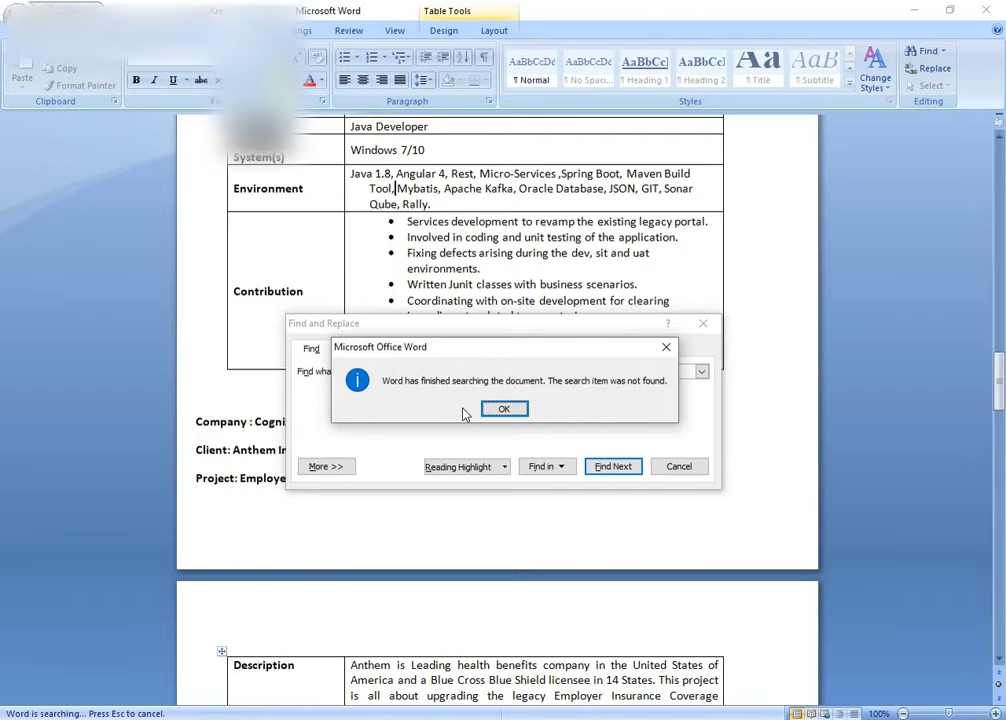 Microsoft Word
Table Tools
Review View Design Layout
Paste
Copy
Format Painter
Clipboard
B I U abc
Paragraph
AaBbCcDd AaBbCcDd AaBbCc AaBbCc AaB AaB
¶ Normal ¶ No Spaci... Heading 1 Heading 2 Title Subtitle
Change
Styles
Styles
Find
Replace
Select
Editing
Java Developer
System(s) Windows 7/10
Environment
Java 1.8, Angular 4, Rest, Micro-Services ,Spring Boot, Maven Build
Tool,Mybatis, Apache Kafka, Oracle Database, JSON, GIT, Sonar
Qube, Rally.
Contribution
• Services development to revamp the existing legacy portal.
• Involved in coding and unit testing of the application.
• Fixing defects arising during the dev, sit and uat
environments.
• Written Junit classes with business scenarios.
• Coordinating with on-site development for clearing
Find and Replace ?
Find
Find wha
Microsoft Office Word
Word has finished searching the document. The search item was not found.
OK
More >> Reading Highlight Find in Find Next Cancel
Company : Cogni
Client: Anthem In
Project: Employe
Description
Anthem is Leading health benefits company in the United States of
America and a Blue Cross Blue Shield licensee in 14 States. This project
is all about upgrading the legacy Employer Insurance Coverage
Word is searching... Press Esc to cancel.
100%